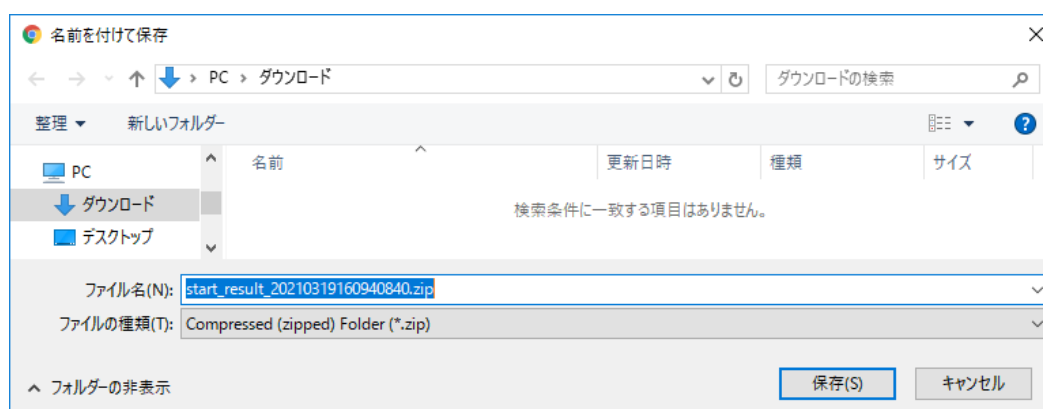 名前を付けて保存
PC › ダウンロード ダウンロードの検索
整理 新しいフォルダー
名前 更新日時 種類 サイズ
PC
ダウンロード
デスクトップ
検索条件に一致する項目はありません。
ファイル名(N): start_result_20210319160940840.zip
ファイルの種類(T): Compressed (zipped) Folder (*.zip)
フォルダーの非表示 保存(S) キャンセル